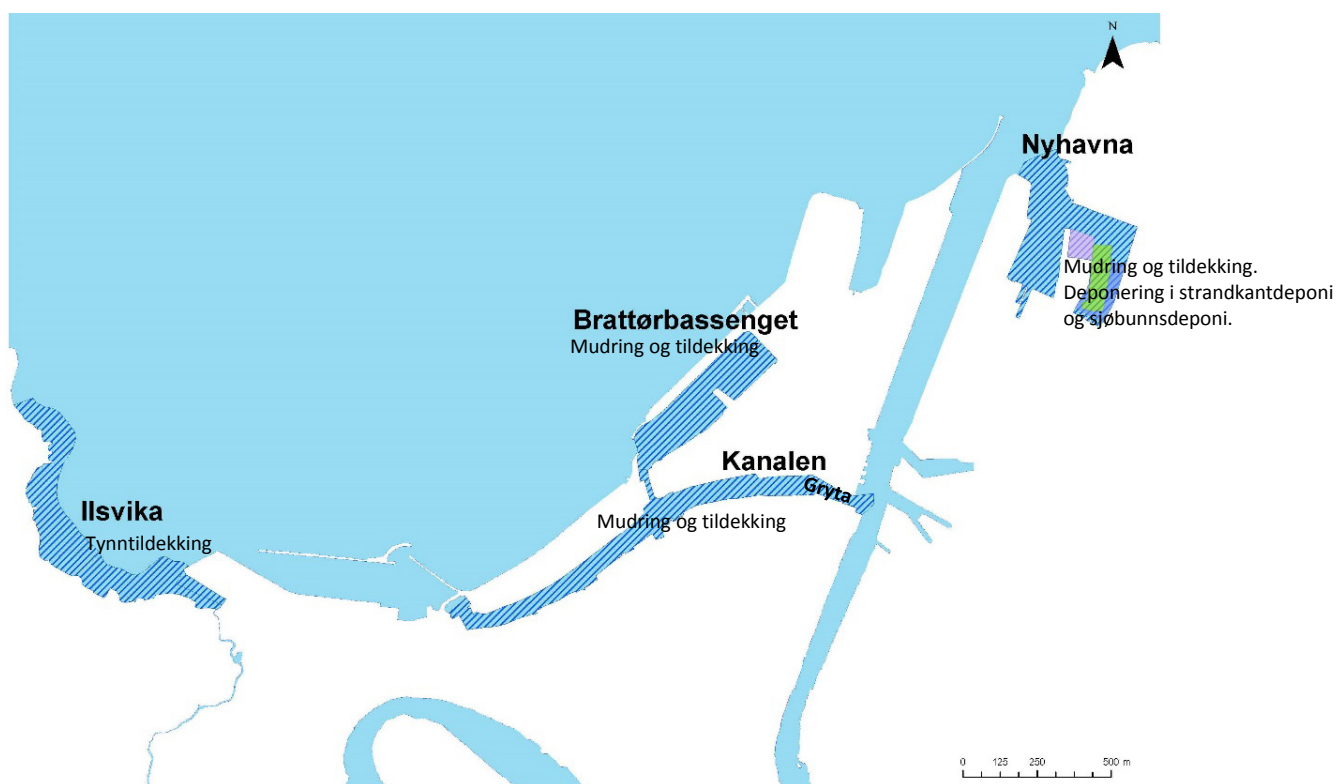 N
Nyhavna
Mudring og tildekking.
Deponering i strandkantdeponi
og sjøbunnsdeponi.
Brattørbassenget
Mudring og tildekking
Kanalen
Gryta
Mudring og tildekking
Ilsvika
Tynntildekking
0 125 250 500 m